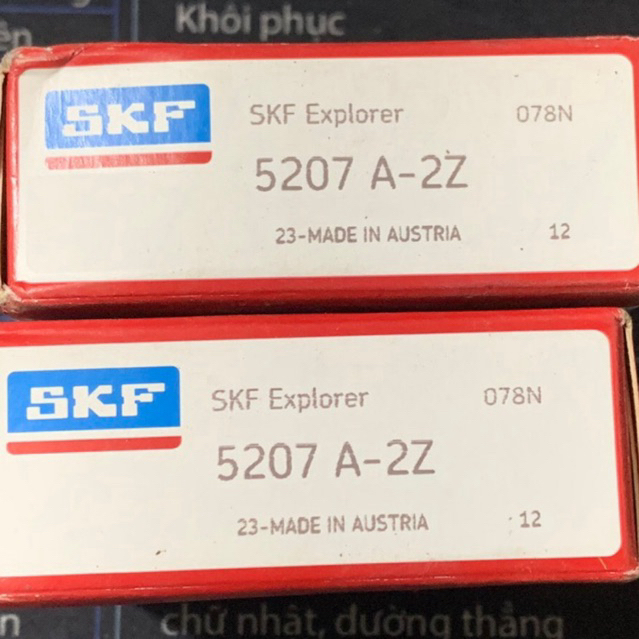 ện
Khôi phục
SKF
SKF Explorer 078N
5207 A-2Z
23-MADE IN AUSTRIA 12
SKF
SKF Explorer 078N
5207 A-2Z
23-MADE IN AUSTRIA 12
chữ nhật, đường thẳng